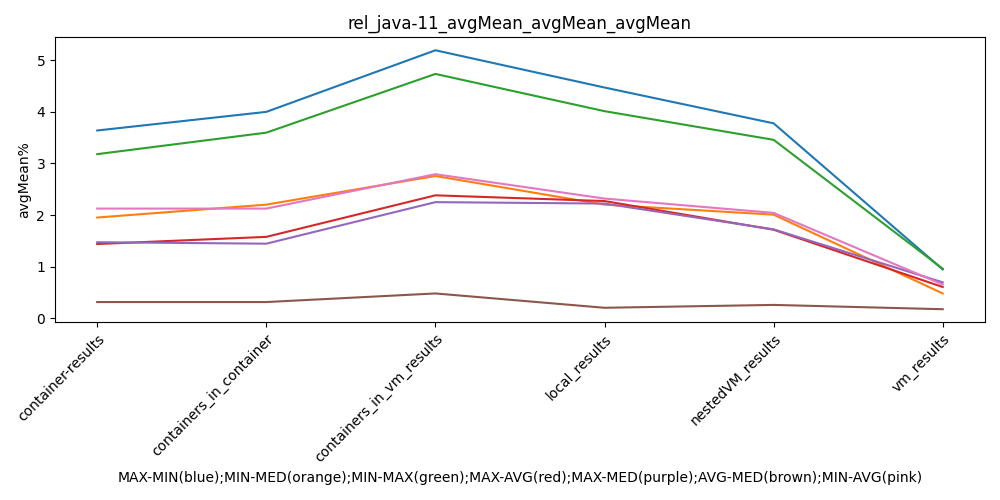 rel_java-11_avgMean_avgMean_avgMean
avgMean%
5
4
3
2
1
0
container-results
containers_in_container
containers_in_vm_results
local_results
nestedVM_results
vm_results
MAX-MIN(blue);MIN-MED(orange);MIN-MAX(green);MAX-AVG(red);MAX-MED(purple);AVG-MED(brown);MIN-AVG(pink)